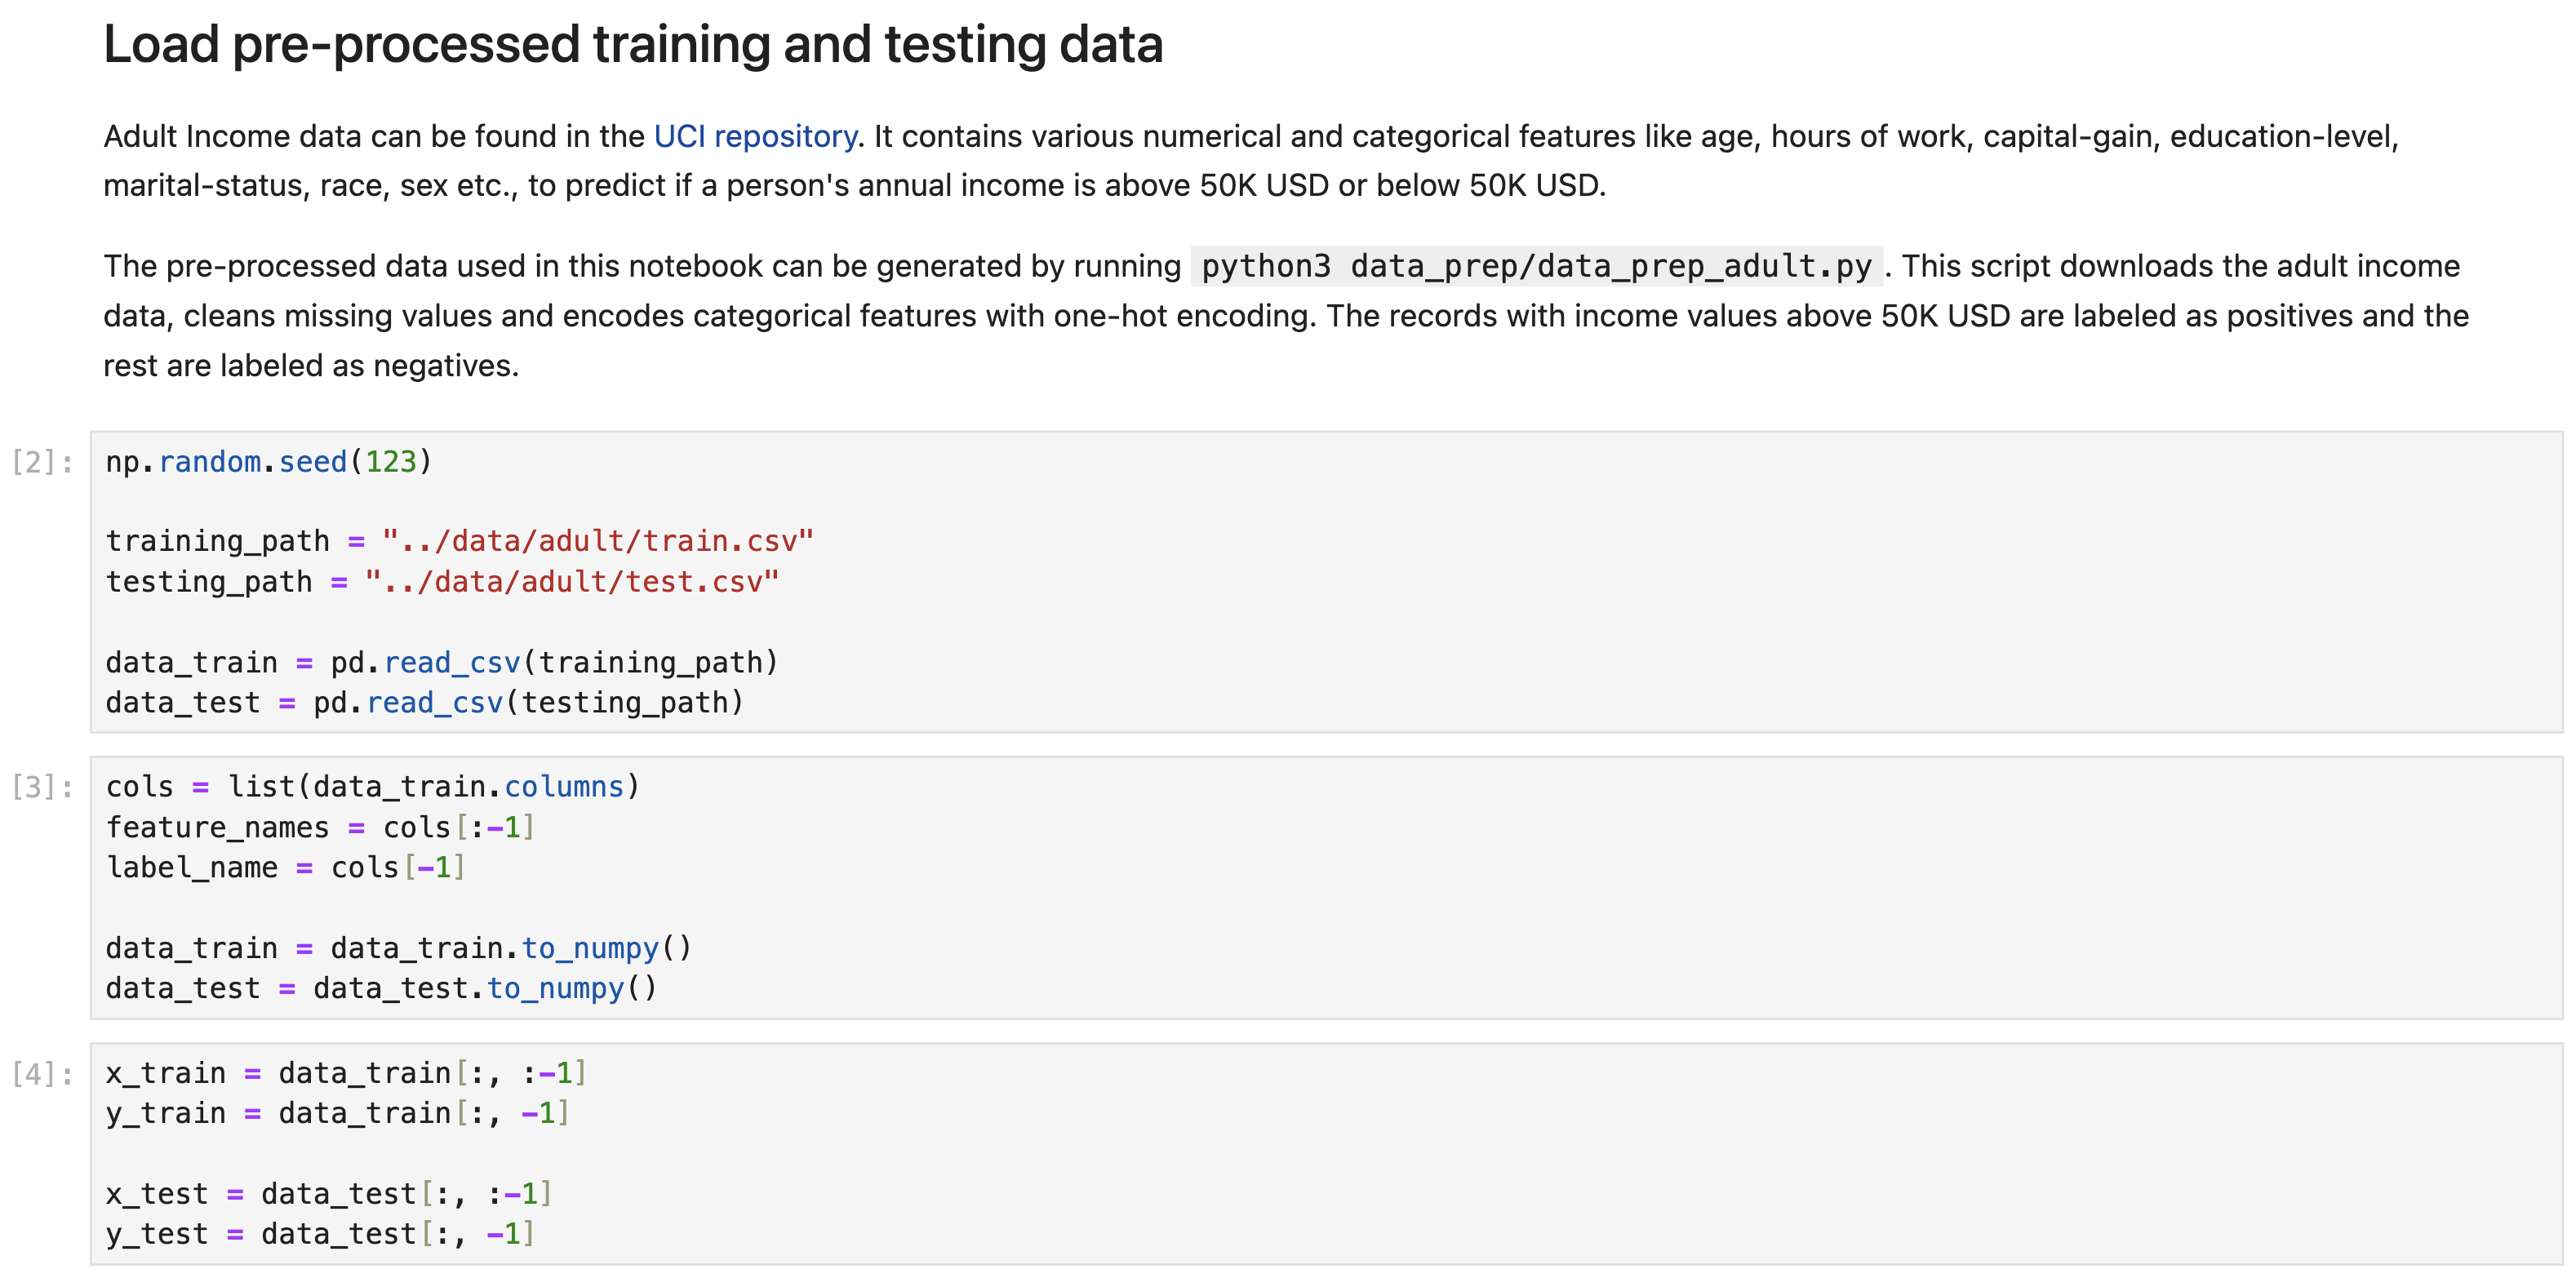 Load pre-processed training and testing data
Adult Income data can be found in the UCI repository. It contains various numerical and categorical features like age, hours of work, capital-gain, education-level,
marital-status, race, sex etc., to predict if a person's annual income is above 50K USD or below 50K USD.
The pre-processed data used in this notebook can be generated by running python3 data_prep/data_prep_adult.py. This script downloads the adult income
data, cleans missing values and encodes categorical features with one-hot encoding. The records with income values above 50K USD are labeled as positives and the
rest are labeled as negatives.
[2]: np.random.seed(123)
training_path = "../data/adult/train.csv"
testing_path = "../data/adult/test.csv"
data_train = pd.read_csv(training_path)
data_test = pd.read_csv(testing_path)
[3]: cols = list(data_train.columns)
feature_names = cols[:-1]
label_name = cols[-1]
data_train = data_train.to_numpy()
data_test = data_test.to_numpy()
[4]: x_train = data_train[:, :-1]
y_train = data_train[:, -1]
x_test = data_test[:, :-1]
y_test = data_test[:, -1]